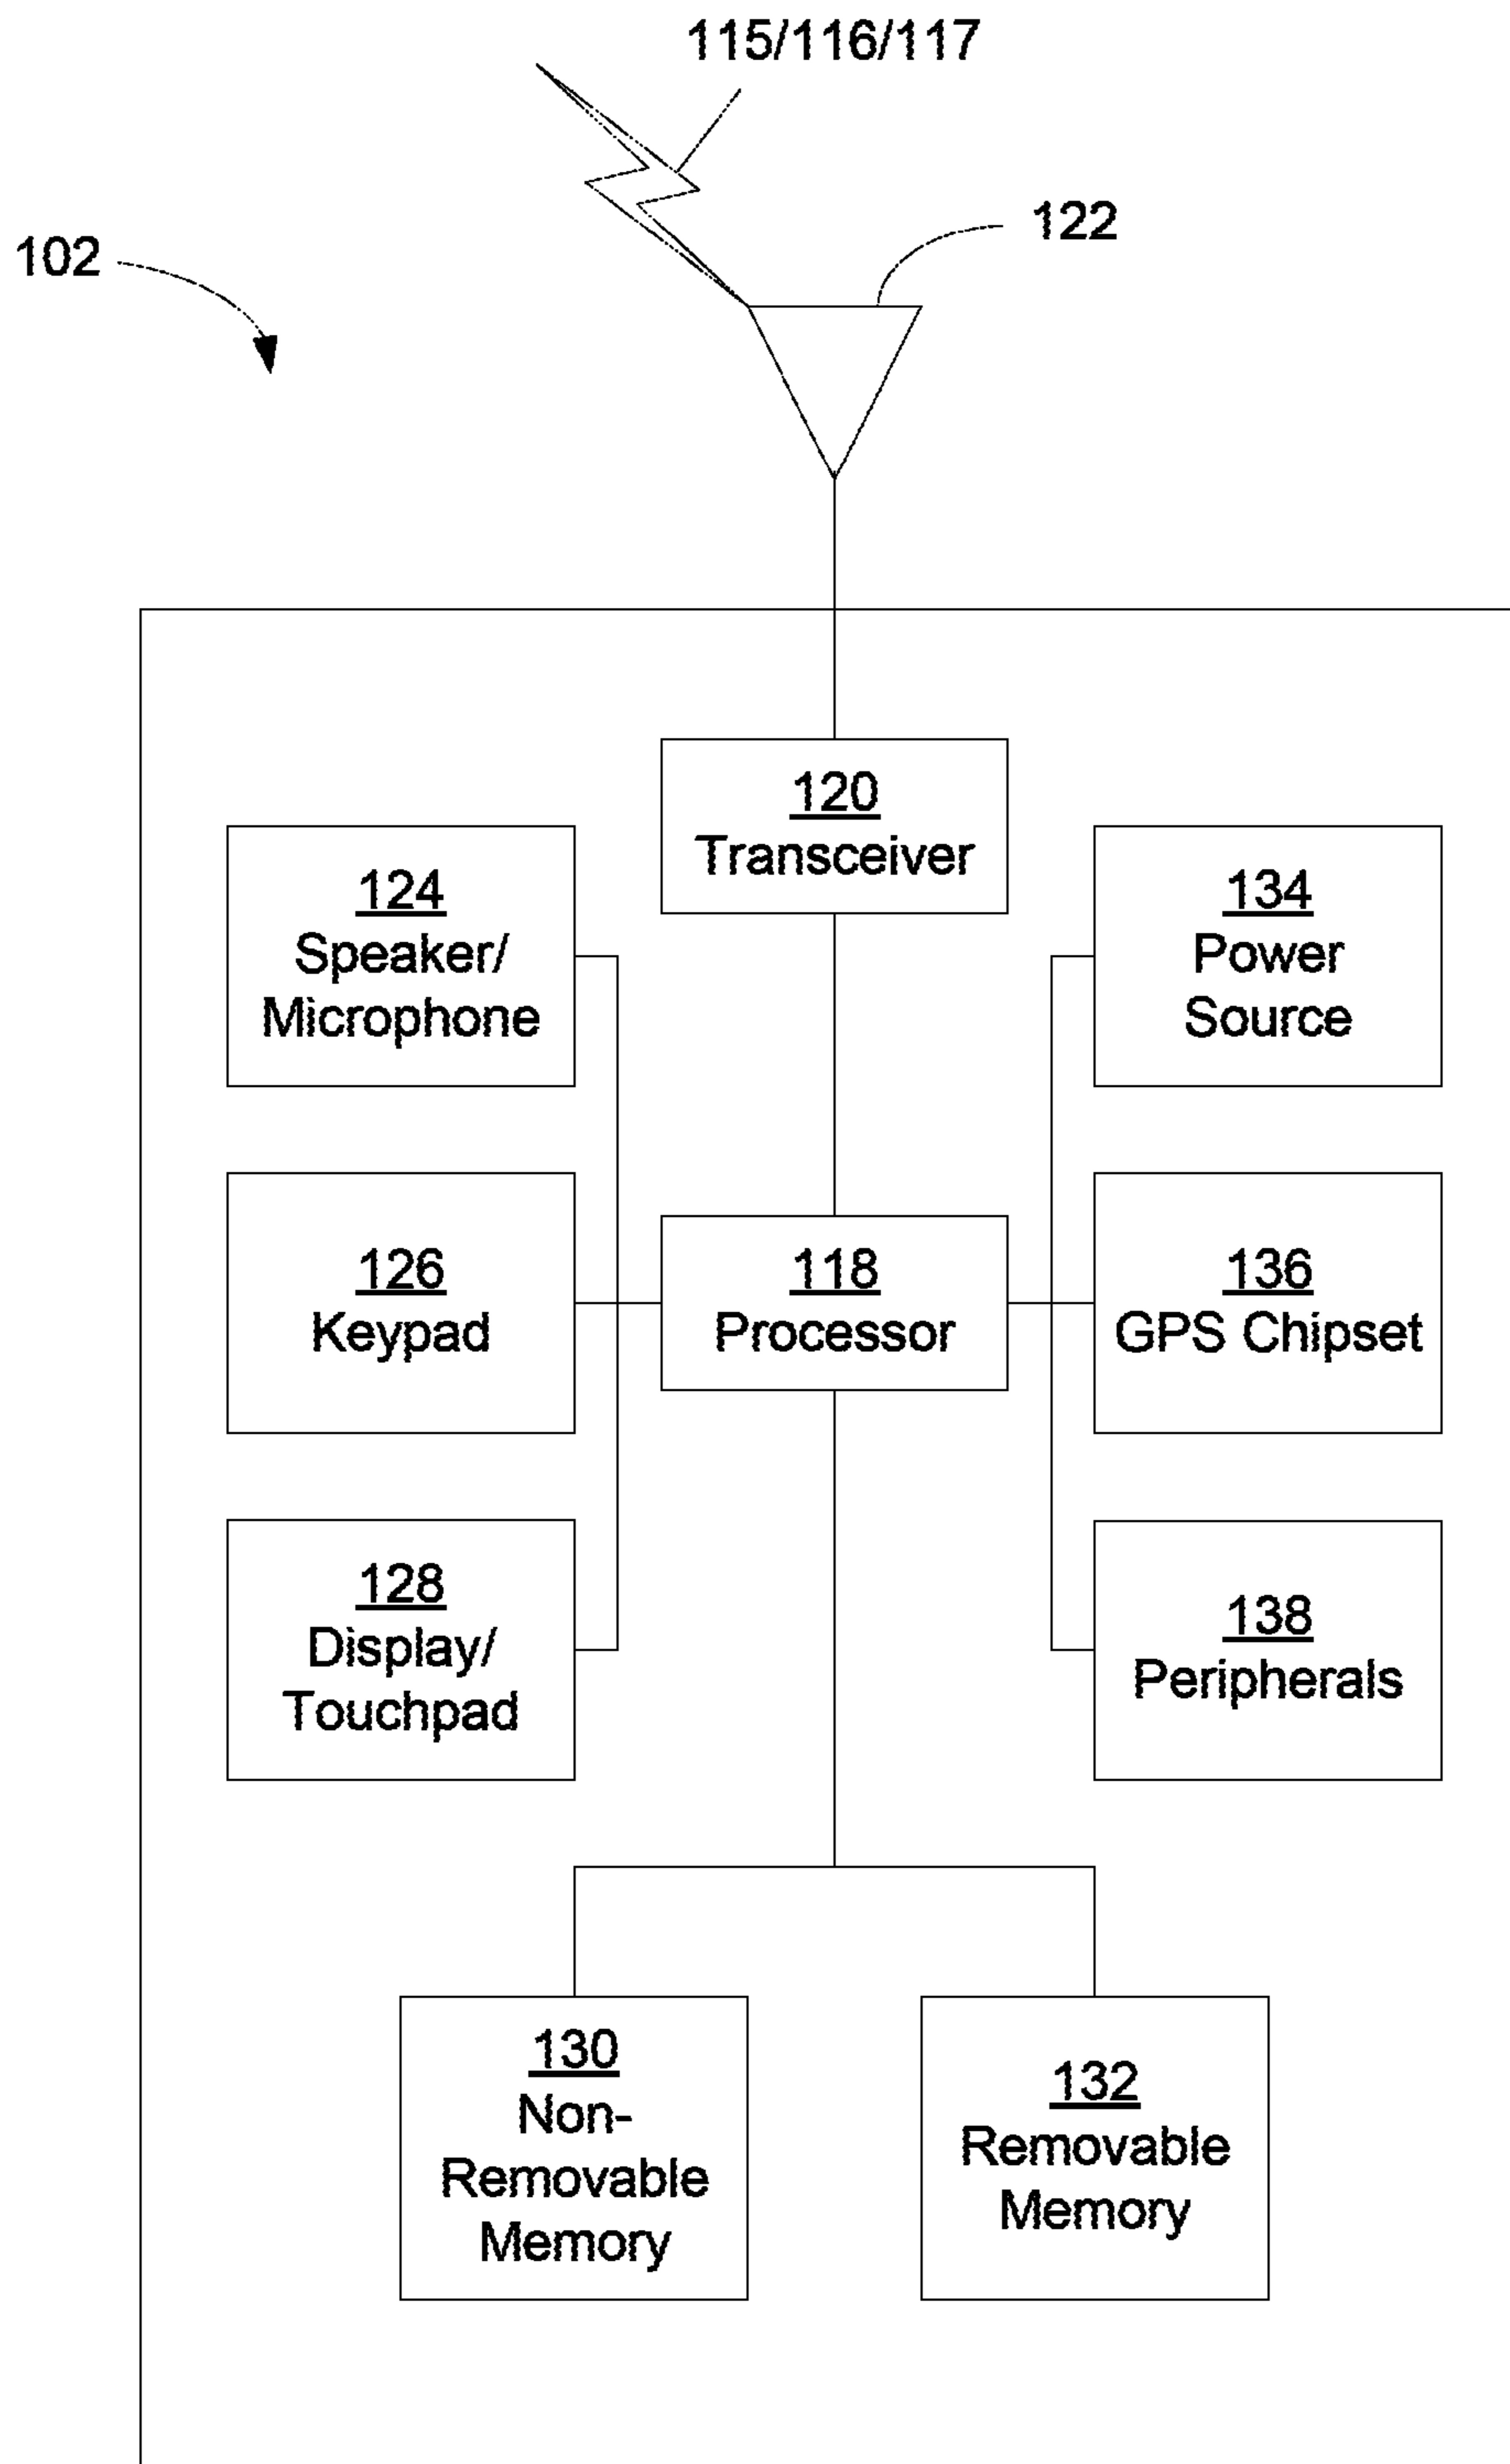 115/116/117
122
102
120
Transceiver
124
Speaker/
Microphone
134
Power
Source
126
Keypad
118
Processor
136
GPS Chipset
128
Display/
Touchpad
138
Peripherals
130
Non-
Removable
Memory
132
Removable
Memory